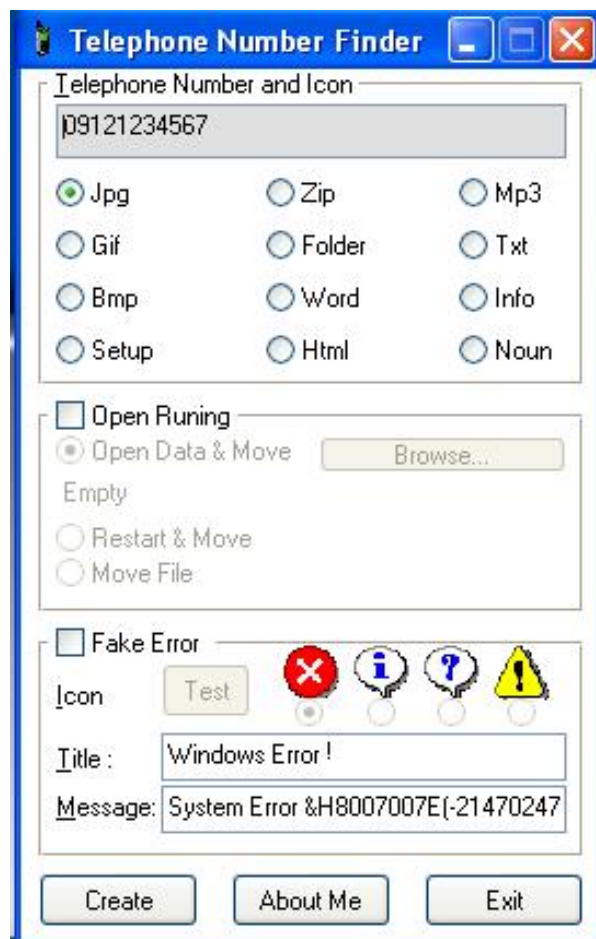 Telephone Number Finder
Telephone Number and Icon
09121234567
Jpg Zip Mp3
Gif Folder Txt
Bmp Word Info
Setup Html Noun
Open Runing
Open Data & Move Browse...
Empty
Restart & Move
Move File
Fake Error
Icon Test
Title : Windows Error !
Message: System Error &H8007007E(-21470247
Create About Me Exit